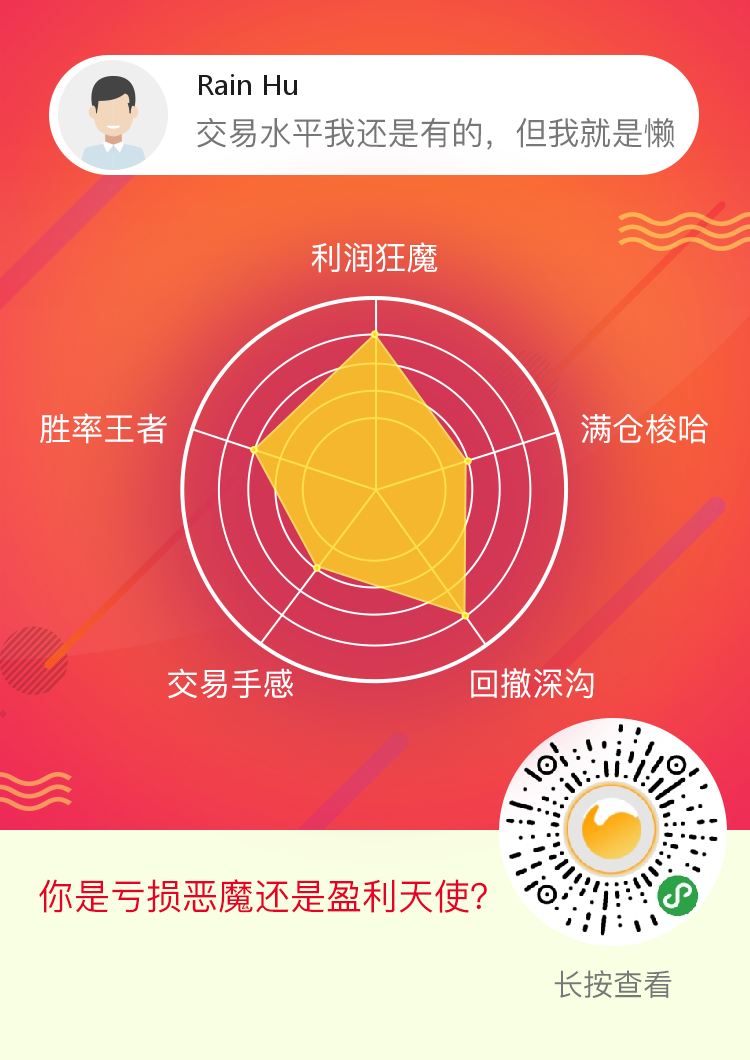 Rain Hu
交易水平我还是有的，但我就是懒
利润狂魔
胜率王者
满仓梭哈
交易手感
回撤深沟
你是亏损恶魔还是盈利天使？
长按查看